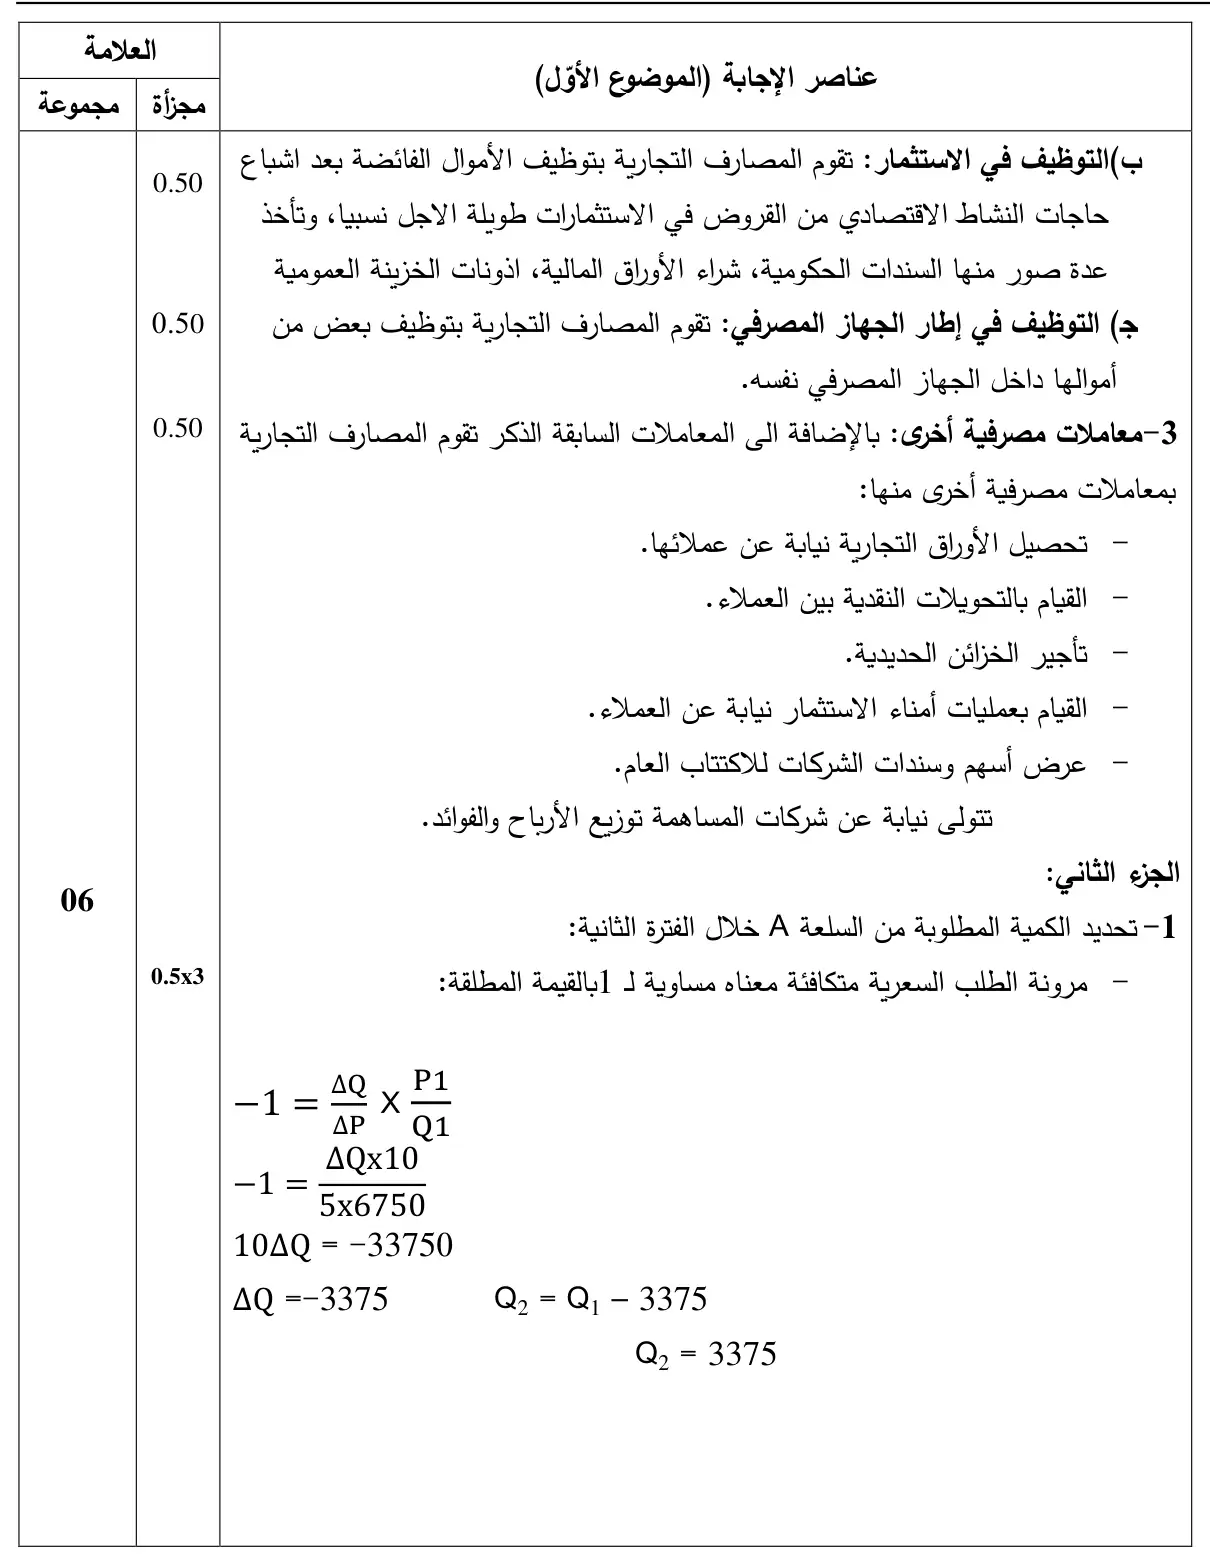 العلامة
عناصر الإجابة (الموضوع الأوّل)
مجزأة
مجموعة
ب)التوظيف في الاستثمار: تقوم المصارف التجارية بتوظيف الأموال الفائضة بعد اشباع
0.50
حاجات النشاط الاقتصادي من القروض في الاستثمارات طويلة الاجل نسبيا، وتأخذ
عدة صور منها السندات الحكومية، شراء الأوراق المالية، اذونات الخزينة العمومية
ج) التوظيف في إطار الجهاز المصرفي: تقوم المصارف التجارية بتوظيف بعض من
0.50
أموالها داخل الجهاز المصرفي نفسه.
3-معاملات مصرفية أخرى: بالإضافة الى المعاملات السابقة الذكر تقوم المصارف التجارية
0.50
بمعاملات مصرفية أخرى منها:
- تحصيل الأوراق التجارية نيابة عن عملائها.
- القيام بالتحويلات النقدية بين العملاء.
- تأجير الخزائن الحديدية.
- القيام بعمليات أمناء الاستثمار نيابة عن العملاء.
- عرض أسهم وسندات الشركات للاكتتاب العام.
تتولى نيابة عن شركات المساهمة توزيع الأرباح والفوائد.
الجزء الثاني:
06
1- تحديد الكمية المطلوبة من السلعة A خلال الفترة الثانية:
- مرونة الطلب السعرية متكافئة معناه مساوية لـ 1بالقيمة المطلقة:
0.5x3
−1 = ΔQ/ΔP X P1/Q1
−1 = ΔQx10/5x6750
10ΔQ = -33750
ΔQ =-3375 Q₂ = Q₁ – 3375
Q₂ = 3375